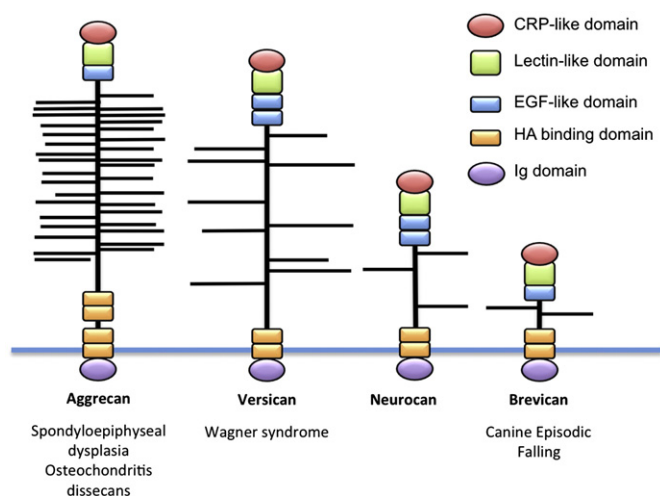 CRP-like domain
Lectin-like domain
EGF-like domain
HA binding domain
Ig domain
Aggrecan
Spondyloepiphyseal
dysplasia
Osteochondritis
dissecans
Versican
Wagner syndrome
Neurocan
Brevican
Canine Episodic
Falling